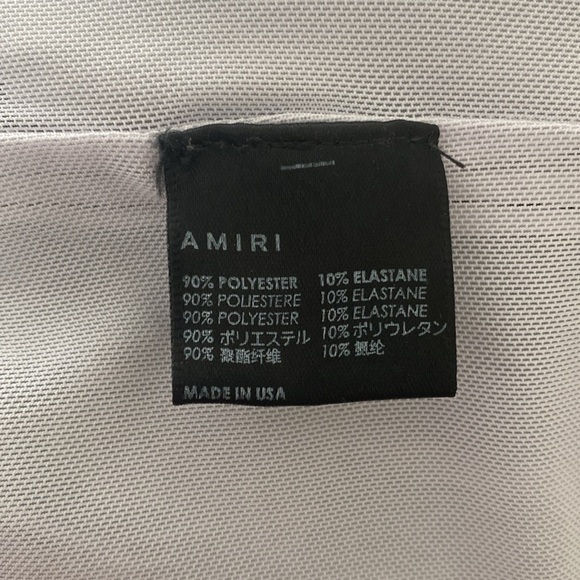 AMIRI
90% POLYESTER 10% ELASTANE
90% POLIESTERE 10% ELASTANE
90% POLYESTER 10% ELASTANE
90% ポリエステル 10% ポリウレタン
90% 聚酯纤维 10% 氨纶
MADE IN USA